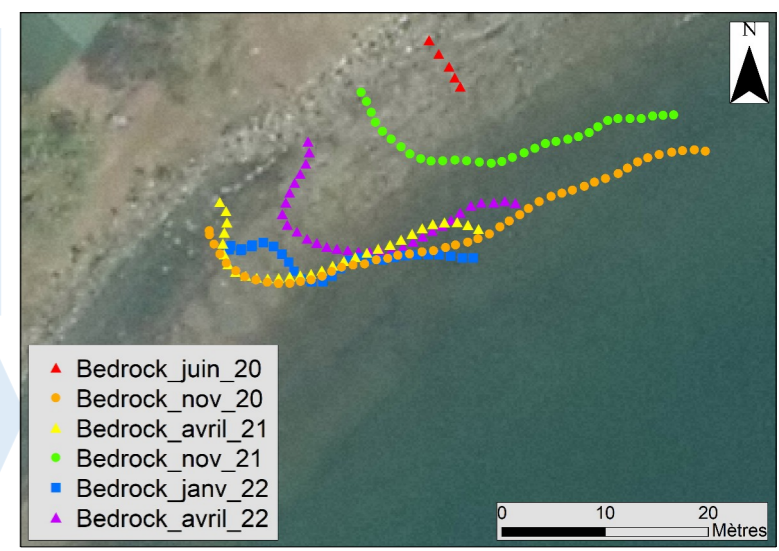 N
Bedrock_juin_20
Bedrock_nov_20
Bedrock_avril_21
Bedrock_nov_21
Bedrock_janv_22
Bedrock_avril_22
0 10 20
Mètres